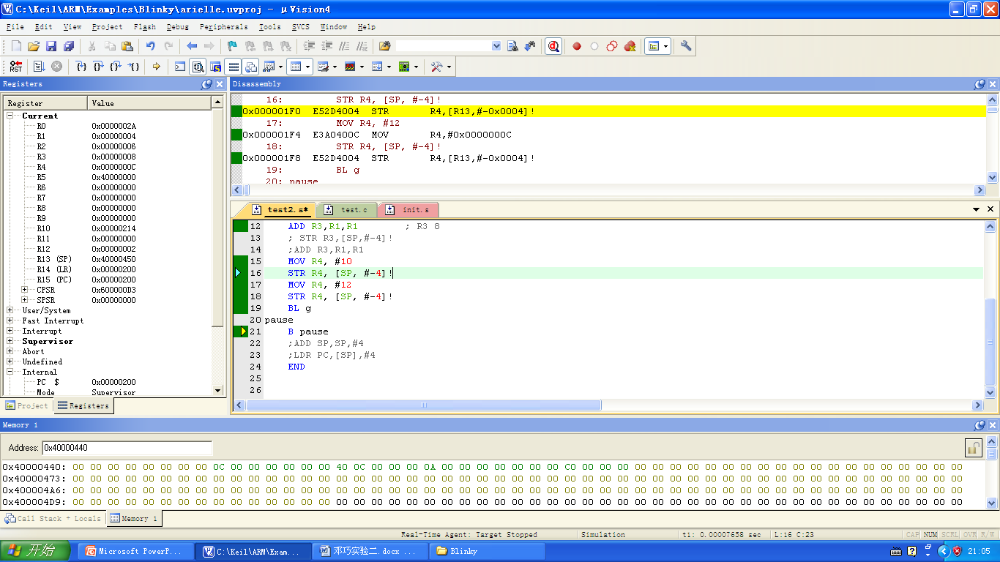 C:\Keil\ARM\Examples\Blinky\arielle.uvproj - µVision4
File Edit View Project Flash Debug Peripherals Tools SVCS Window Help
RST
Registers
Register Value
Current
R0 0x0000002A
R1 0x00000004
R2 0x00000006
R3 0x00000008
R4 0x0000000C
R5 0x40000000
R6 0x00000000
R7 0x00000000
R8 0x00000000
R9 0x00000000
R10 0x00000214
R11 0x00000000
R12 0x00000002
R13 (SP) 0x40000450
R14 (LR) 0x00000200
R15 (PC) 0x00000200
CPSR 0x600000D3
SPSR 0x00000000
User/System
Fast Interrupt
Interrupt
Supervisor
Abort
Undefined
Internal
PC $ 0x00000200
Mode Supervisor
Project Registers
Disassembly
16: STR R4, [SP, #-4]!
0x000001F0 E52D4004 STR R4,[R13,#-0x0004]!
17: MOV R4, #12
0x000001F4 E3A0400C MOV R4,#0x0000000C
18: STR R4, [SP, #-4]!
0x000001F8 E52D4004 STR R4,[R13,#-0x0004]!
19: BL g
20: pause
test2.s* test.c init.s
12 ADD R3,R1,R1 ; R3 8
13 ; STR R3,[SP,#-4]!
14 ;ADD R3,R1,R1
15 MOV R4, #10
16 STR R4, [SP, #-4]!
17 MOV R4, #12
18 STR R4, [SP, #-4]!
19 BL g
20 pause
21 B pause
22 ;ADD SP,SP,#4
23 ;LDR PC,[SP],#4
24 END
25
26
Memory 1
Address: 0x40000440
0x40000440: 00 00 00 00 00 00 00 00 0C 00 00 00 00 00 00 40 0C 00 00 00 0A 00 00 00 00 00 00 00 C0 00 00 00 00 00 00 00 00 00 00 00 00 00 00 00 00 00 00 00 00 00 00
0x40000473: 00 00 00 00 00 00 00 00 00 00 00 00 00 00 00 00 00 00 00 00 00 00 00 00 00 00 00 00 00 00 00 00 00 00 00 00 00 00 00 00 00 00 00 00 00 00 00 00 00 00 00
0x400004A6: 00 00 00 00 00 00 00 00 00 00 00 00 00 00 00 00 00 00 00 00 00 00 00 00 00 00 00 00 00 00 00 00 00 00 00 00 00 00 00 00 00 00 00 00 00 00 00 00 00 00 00
0x400004D9: 00 00 00 00 00 00 00 00 00 00 00 00 00 00 00 00 00 00 00 00 00 00 00 00 00 00 00 00 00 00 00 00 00 00 00 00 00 00 00 00 00 00 00 00 00 00 00 00 00 00 00
Call Stack + Locals Memory 1
Real-Time Agent: Target Stopped Simulation t1: 0.00007658 sec L:16 C:23 CAP NUM SCRL OVR R/W
开始 Microsoft PowerP... C:\Keil\ARM\Exam... 邓巧实验二.docx ... Blinky 21:05